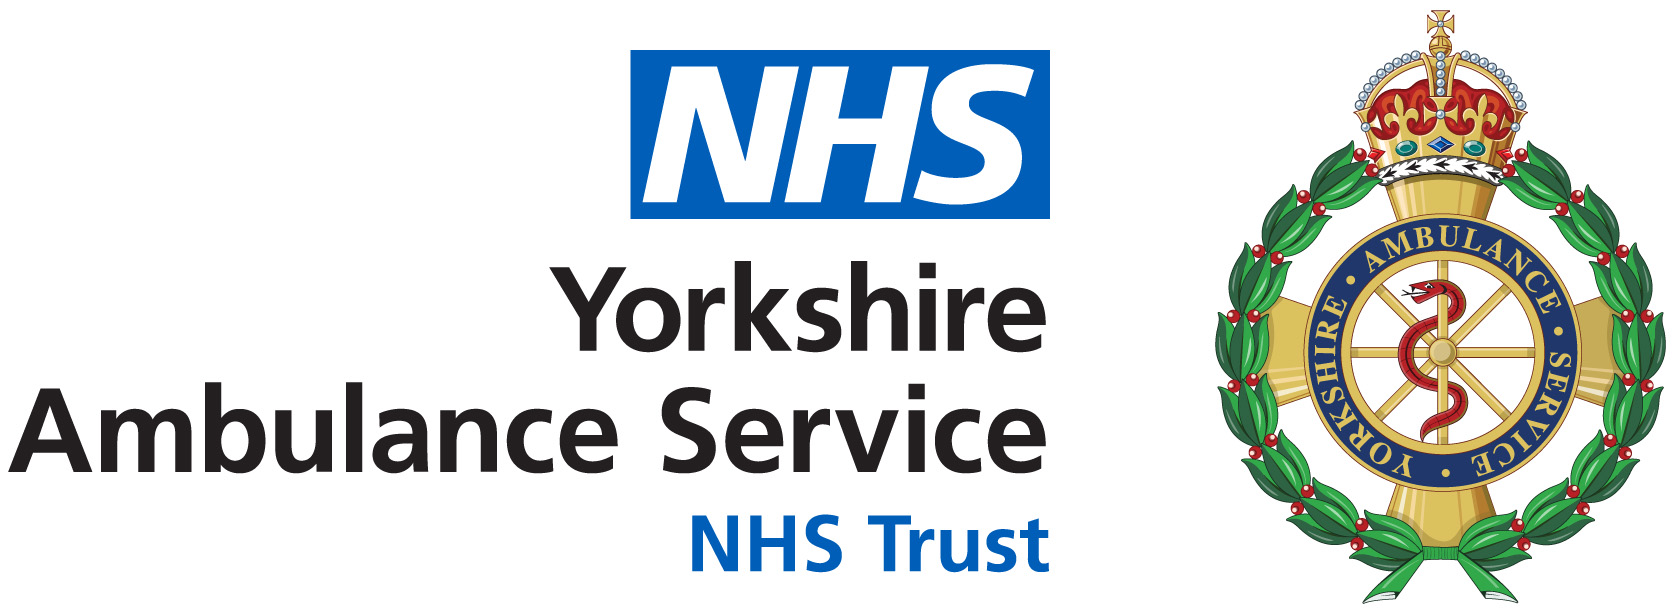 NHS
Yorkshire
Ambulance Service
NHS Trust
YORKSHIRE · AMBULANCE · SERVICE ·